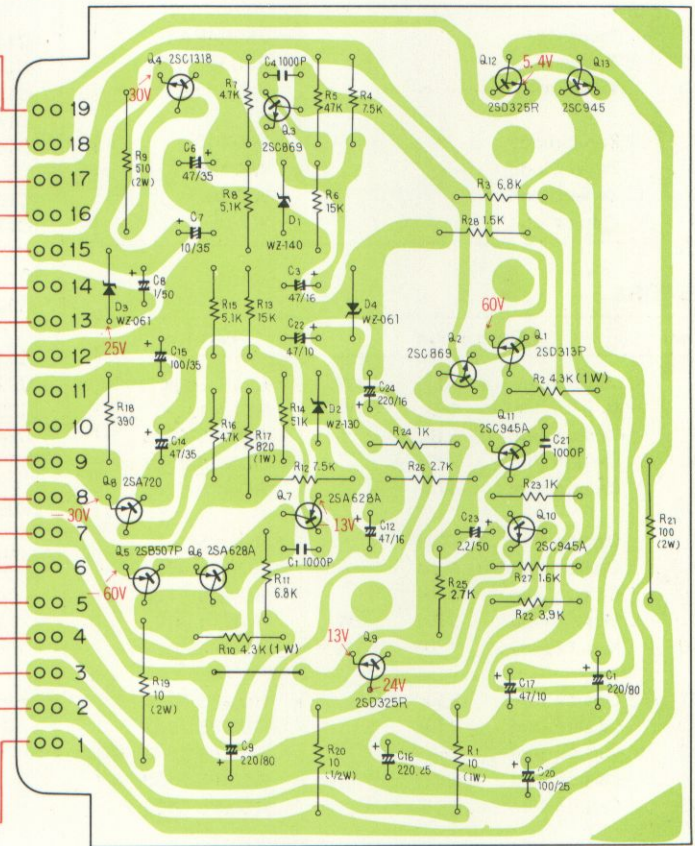 Q4 2SC1318
30V
R7
4.7K
C4 1000P
Q3
2SC869
R5
47K
R4
7.5K
Q12
5.4V
Q13
2SD325R
2SC945
19
18
17
16
15
14
13
12
11
10
9
8
7
6
5
4
3
2
1
R9
510
(2W)
C6
47/35
R8
5.1K
D1
WZ-140
R6
15K
R3 6.8K
R28 1.5K
C7
10/35
D3
WZ-061
25V
C8
1/50
R15
5.1K
R13
15K
C3
47/16
C22
47/10
D4
WZ-061
60V
Q2
2SC869
Q1
2SD313P
R2 4.3K (1W)
C15
100/35
R18
390
C14
47/35
R16
4.7K
R17
820
(1W)
R14
51K
D2
WZ-130
C24
220/16
R24 1K
Q11
2SC945A
C21
1000P
R12 7.5K
R26 2.7K
R23 1K
R21
100
(2W)
Q8 2SA720
-30V
Q7
2SA628A
-13V
C12
47/16
C23
2.2/50
Q10
2SC945A
C1 1000P
Q5 2SB507P
Q6 2SA628A
-60V
R11
6.8K
R25
2.7K
R27 1.6K
R22 3.9K
R10 4.3K (1W)
13V
Q9
-24V
2SD325R
R19
10
(2W)
C17
47/10
C1
220/80
C9
220/80
R20
10
(1/2W)
C16
220/25
R1
10
(1W)
C20
100/25